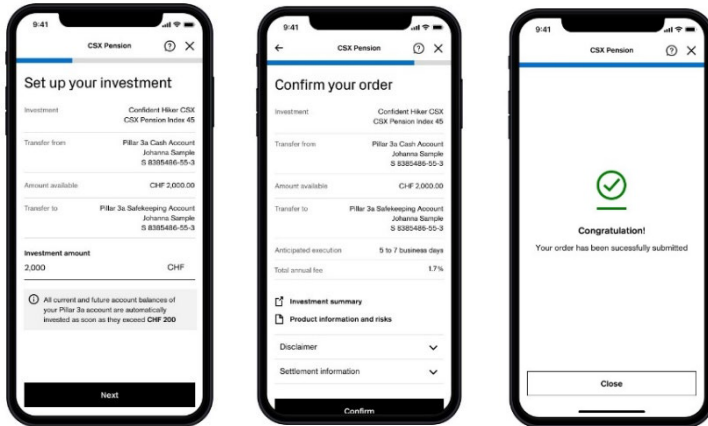 9:41
CSX Pension
Set up your investment
Investment Confident Hiker CSX
CSX Pension Index 45
Transfer from Pillar 3a Cash Account
Johanna Sample
S 8385486-55-3
Amount available CHF 2,000.00
Transfer to Pillar 3a Safekeeping Account
Johanna Sample
S 8385486-55-3
Investment amount
2,000 CHF
All current and future account balances of
your Pillar 3a account are automatically
invested as soon as they exceed CHF 200
Next
9:41
CSX Pension
Confirm your order
Investment Confident Hiker CSX
CSX Pension Index 45
Transfer from Pillar 3a Cash Account
Johanna Sample
S 8385486-55-3
Amount available CHF 2,000.00
Transfer to Pillar 3a Safekeeping Account
Johanna Sample
S 8385486-55-3
Anticipated execution 5 to 7 business days
Total annual fee 1.7%
Investment summary
Product information and risks
Disclaimer
Settlement information
Confirm
9:41
CSX Pension
Congratulation!
Your order has been sucessfully submitted
Close